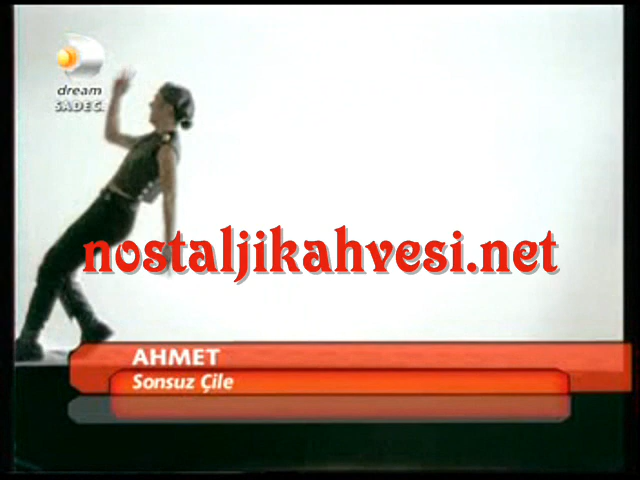 dream
SADEC.
nostaljikahvesi.net
AHMET
Sonsuz Çile